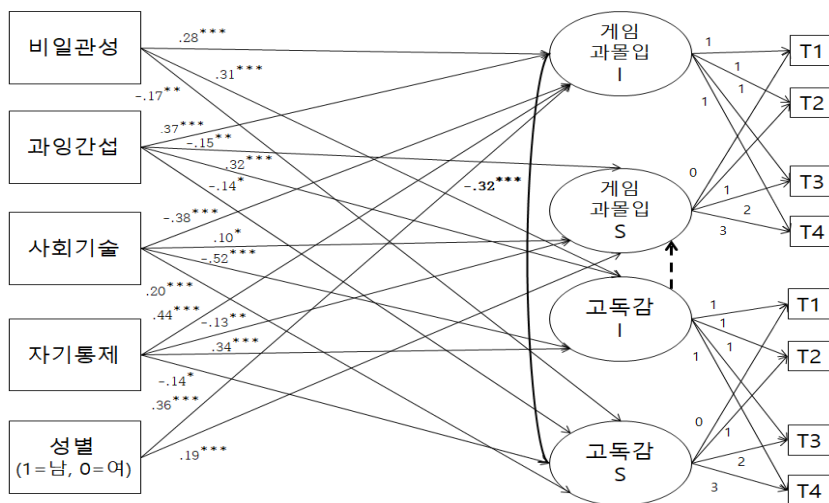 비일관성
과잉간섭
사회기술
자기통제
성별
(1=남, 0=여)
.28***
.31***
-.17**
.37***
-.15**
.32***
-.14*
-.38***
.10*
-.52***
.20***
.44***
-.13**
.34***
-.14*
.36***
.19***
-.32***
게임
과몰입
I
게임
과몰입
S
고독감
I
고독감
S
1
1
1
1
0
1
2
3
1
1
1
1
0
1
2
3
T1
T2
T3
T4
T1
T2
T3
T4